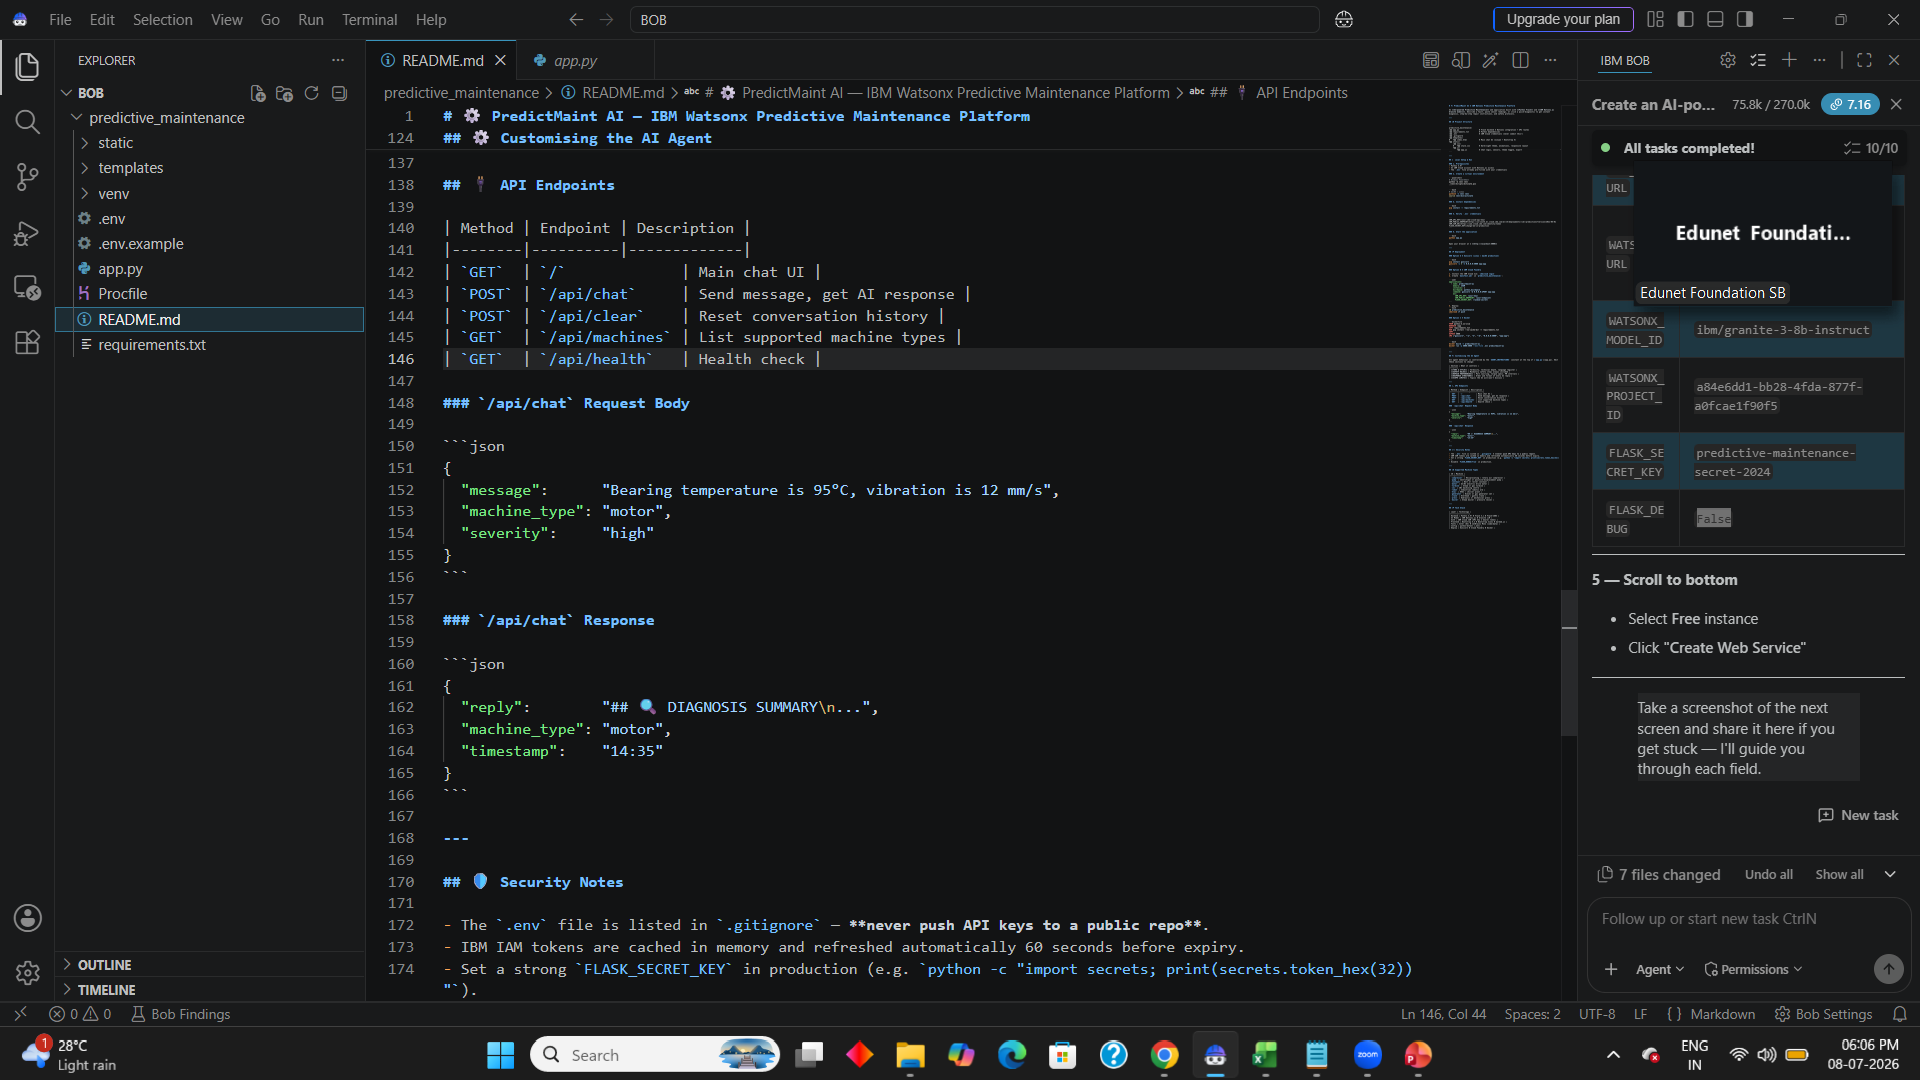 File Edit Selection View Go Run Terminal Help
BOB
Upgrade your plan
EXPLORER
BOB
predictive_maintenance
static
templates
venv
.env
.env.example
app.py
Procfile
README.md
requirements.txt
OUTLINE
TIMELINE
README.md
app.py
predictive_maintenance > README.md > abc # PredictMaint AI — IBM Watsonx Predictive Maintenance Platform > abc ## API Endpoints
1 # ⚙️ PredictMaint AI — IBM Watsonx Predictive Maintenance Platform
124 ## ⚙️ Customising the AI Agent
137
138 ## 🔌 API Endpoints
139
140 | Method | Endpoint | Description |
141 |--------|----------|-------------|
142 | `GET` | `/` | Main chat UI |
143 | `POST` | `/api/chat` | Send message, get AI response |
144 | `POST` | `/api/clear` | Reset conversation history |
145 | `GET` | `/api/machines` | List supported machine types |
146 | `GET` | `/api/health` | Health check |
147
148 ### `/api/chat` Request Body
149
150 ```json
151 {
152 "message": "Bearing temperature is 95°C, vibration is 12 mm/s",
153 "machine_type": "motor",
154 "severity": "high"
155 }
156 ```
157
158 ### `/api/chat` Response
159
160 ```json
161 {
162 "reply": "## 🔍 DIAGNOSIS SUMMARY\n...",
163 "machine_type": "motor",
164 "timestamp": "14:35"
165 }
166 ```
167
168 ---
169
170 ## 🛡️ Security Notes
171
172 - The `.env` file is listed in `.gitignore` — **never push API keys to a public repo**.
173 - IBM IAM tokens are cached in memory and refreshed automatically 60 seconds before expiry.
174 - Set a strong `FLASK_SECRET_KEY` in production (e.g. `python -c "import secrets; print(secrets.token_hex(32))
"`).
IBM BOB
Create an AI-po... 75.8k / 270.0k 7.16
All tasks completed! 10/10
URL
Edunet Foundati...
WATS
URL
Edunet Foundation SB
WATSONX_
MODEL_ID
ibm/granite-3-8b-instruct
WATSONX_
PROJECT_
ID
a84e6dd1-bb28-4fda-877f-
a0fcae1f90f5
FLASK_SE
CRET_KEY
predictive-maintenance-
secret-2024
FLASK_DE
BUG
False
5 — Scroll to bottom
• Select Free instance
• Click "Create Web Service"
Take a screenshot of the next
screen and share it here if you
get stuck — I'll guide you
through each field.
New task
7 files changed Undo all Show all
Follow up or start new task CtrlN
Agent Permissions
0 0 Bob Findings
Ln 146, Col 44 Spaces: 2 UTF-8 LF { } Markdown Bob Settings
1
28°C
Light rain
Search
zoom
ENG
IN
06:06 PM
08-07-2026